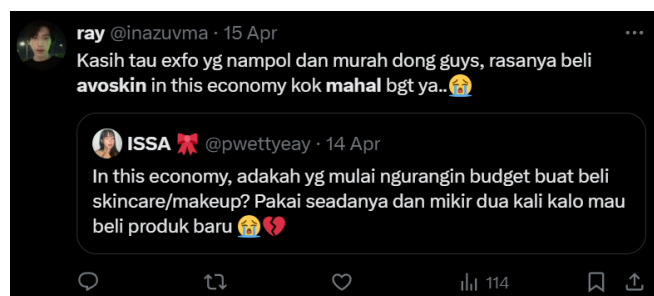 ray @inazuvma · 15 Apr
Kasih tau exfo yg nampol dan murah dong guys, rasanya beli
avoskin in this economy kok mahal bgt ya..😭
ISSA 🎀 @pwettyeay · 14 Apr
In this economy, adakah yg mulai ngurangin budget buat beli
skincare/makeup? Pakai seadanya dan mikir dua kali kalo mau
beli produk baru 😭💔
114